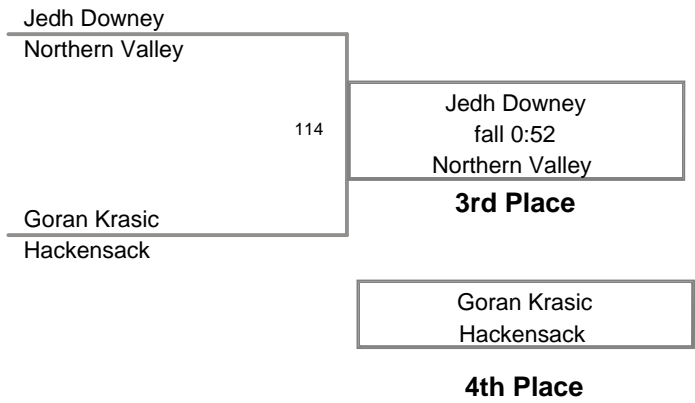 Jedh Downey
Northern Valley
114
Jedh Downey
fall 0:52
Northern Valley
3rd Place
Goran Krasic
Hackensack
Goran Krasic
Hackensack
4th Place